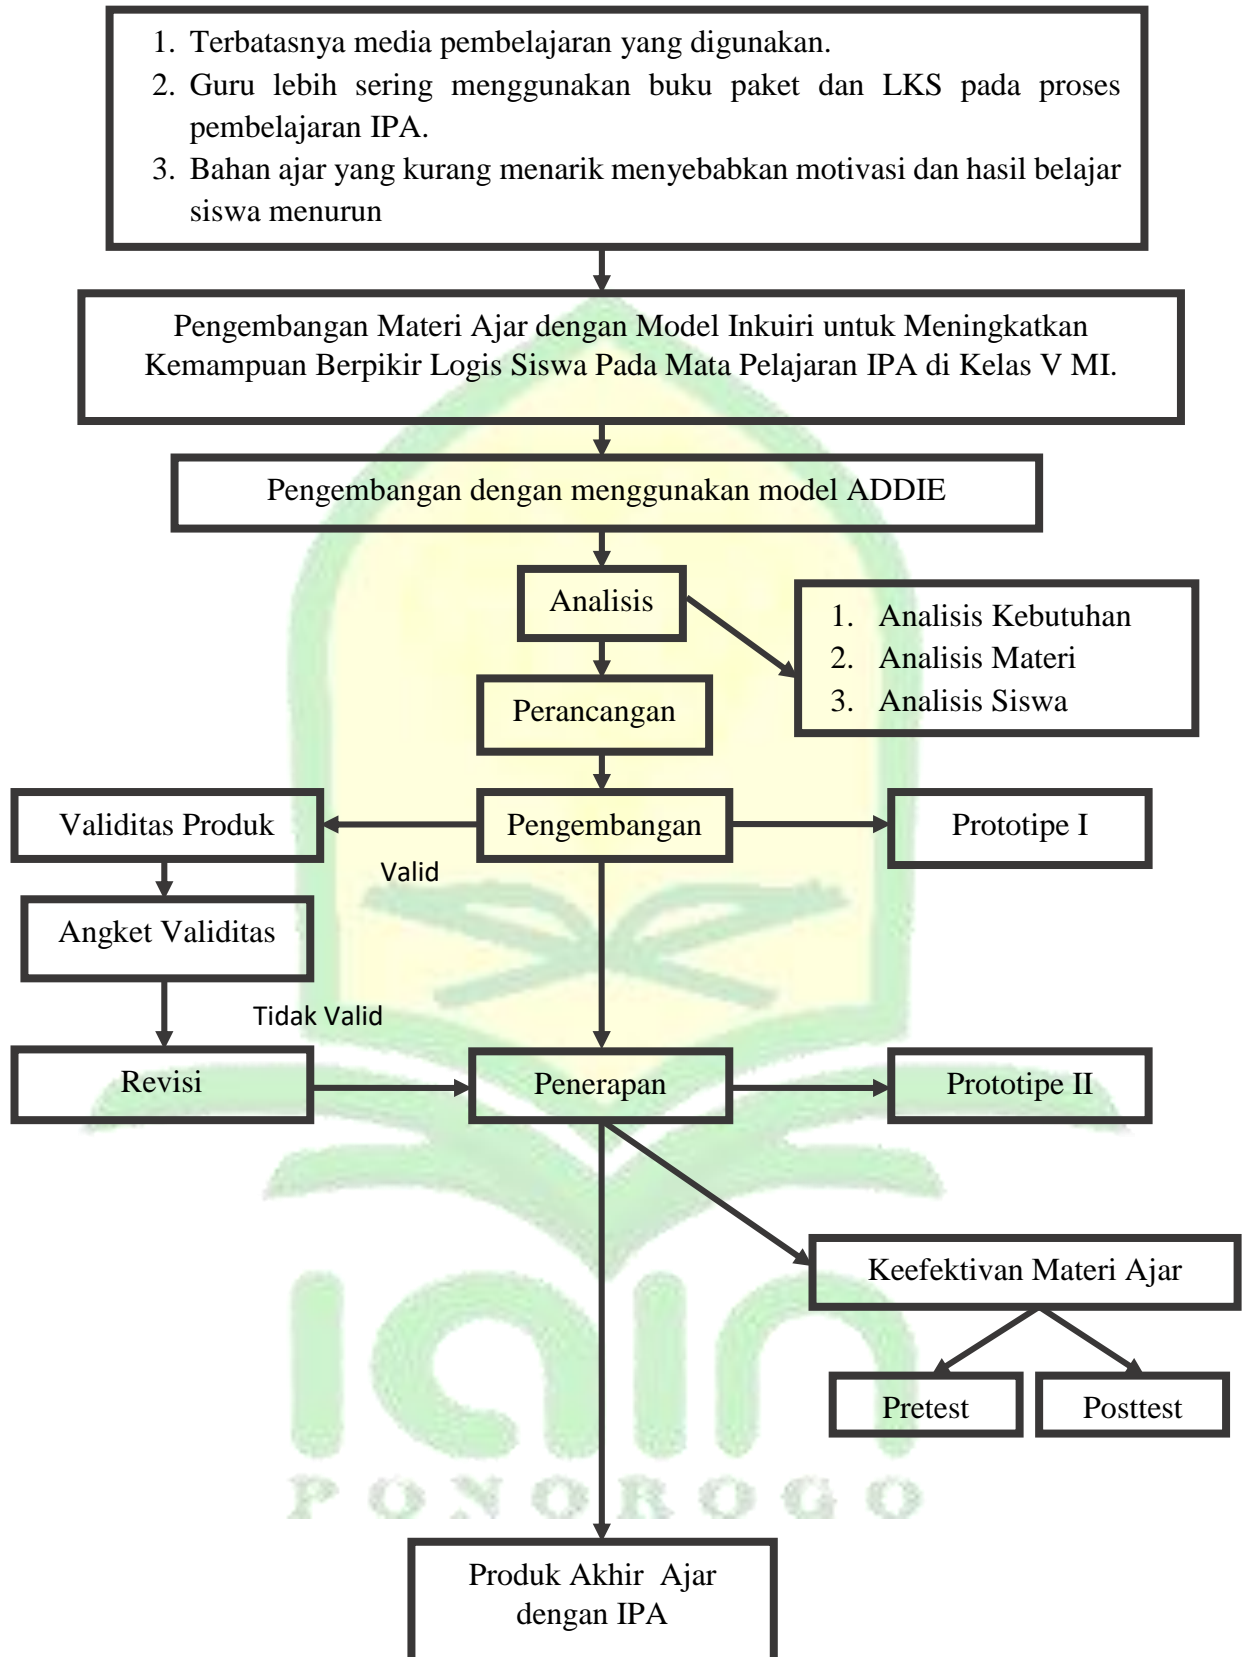 1. Terbatasnya media pembelajaran yang digunakan.
2. Guru lebih sering menggunakan buku paket dan LKS pada proses
pembelajaran IPA.
3. Bahan ajar yang kurang menarik menyebabkan motivasi dan hasil belajar
siswa menurun
Pengembangan Materi Ajar dengan Model Inkuiri untuk Meningkatkan
Kemampuan Berpikir Logis Siswa Pada Mata Pelajaran IPA di Kelas V MI.
Pengembangan dengan menggunakan model ADDIE
Analisis
1. Analisis Kebutuhan
2. Analisis Materi
3. Analisis Siswa
Perancangan
Validitas Produk
Pengembangan
Prototipe I
Valid
Angket Validitas
Tidak Valid
Revisi
Penerapan
Prototipe II
Keefektivan Materi Ajar
Pretest
Posttest
iain
PONOROGO
Produk Akhir  Ajar
dengan IPA